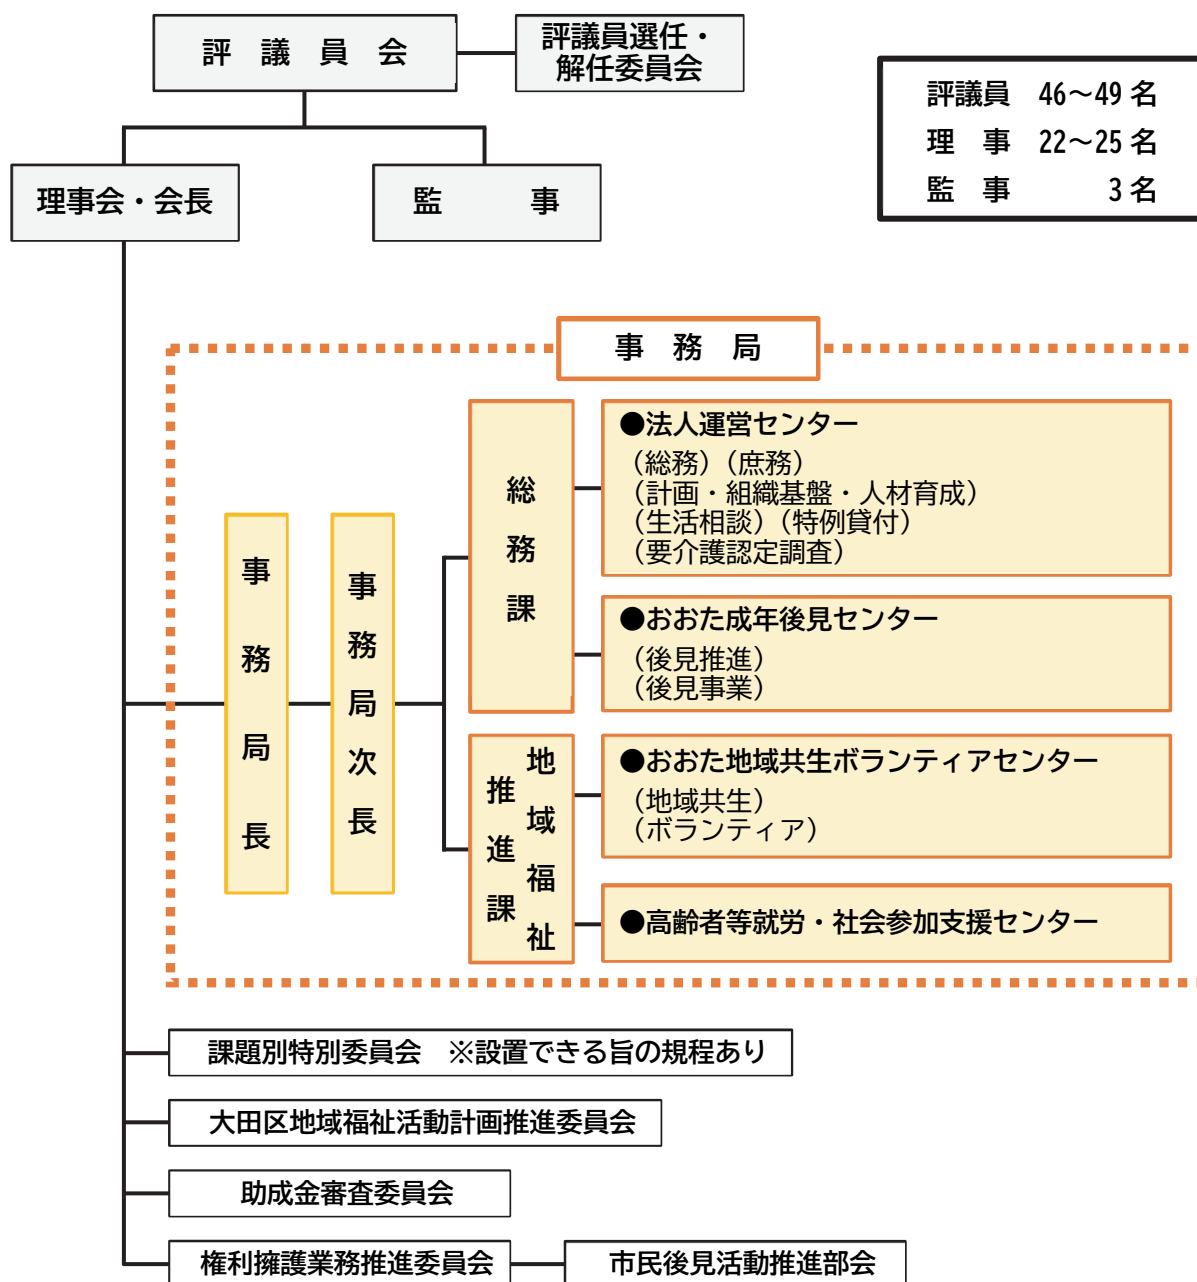 評議員会
評議員選任・
解任委員会
評議員 46〜49名
理事 22〜25名
監事 3名
理事会・会長
監事
事務局
事務局長
事務局次長
総務課
●法人運営センター
（総務）（庶務）
（計画・組織基盤・人材育成）
（生活相談）（特例貸付）
（要介護認定調査）
●おおた成年後見センター
（後見推進）
（後見事業）
地域福祉
推進課
●おおた地域共生ボランティアセンター
（地域共生）
（ボランティア）
●高齢者等就労・社会参加支援センター
課題別特別委員会 ※設置できる旨の規程あり
大田区地域福祉活動計画推進委員会
助成金審査委員会
権利擁護業務推進委員会
市民後見活動推進部会